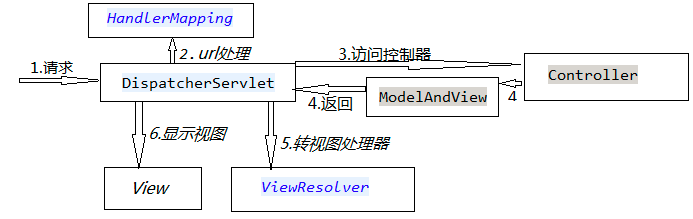 HandlerMapping
2.url处理
3.访问控制器
1.请求
DispatcherServlet
Controller
ModelAndView
4
4.返回
6.显示视图
5.转视图处理器
View
ViewResolver